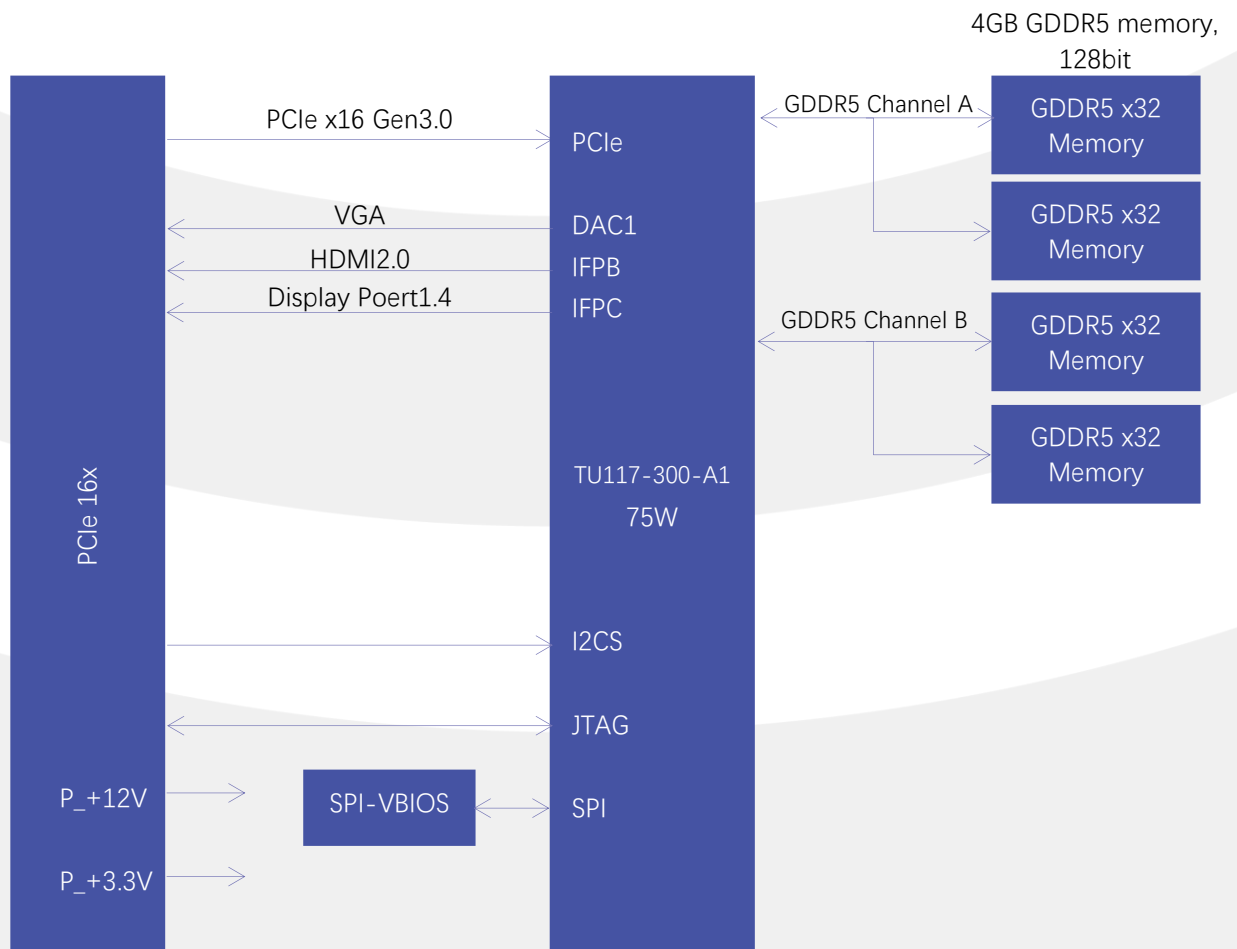 4GB GDDR5 memory,
128bit
PCIe 16x
P_+12V
P_+3.3V
PCIe x16 Gen3.0
VGA
HDMI2.0
Display Poert1.4
SPI-VBIOS
PCIe
DAC1
IFPB
IFPC
TU117-300-A1
75W
I2CS
JTAG
SPI
GDDR5 Channel A
GDDR5 Channel B
GDDR5 x32
Memory
GDDR5 x32
Memory
GDDR5 x32
Memory
GDDR5 x32
Memory